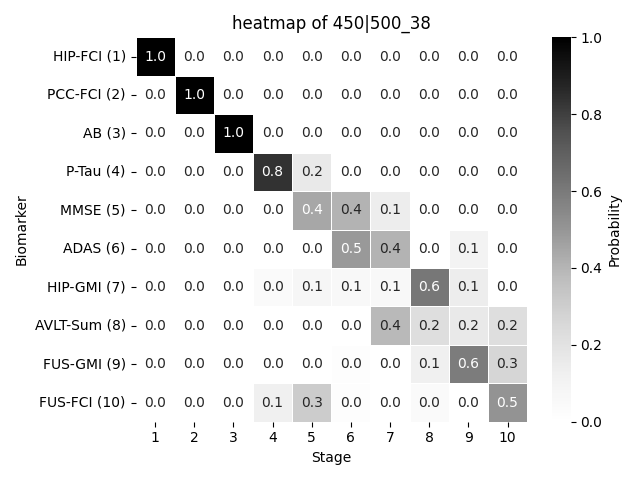 heatmap of 450|500_38
HIP-FCI (1) 1.0 0.0 0.0 0.0 0.0 0.0 0.0 0.0 0.0 0.0
PCC-FCI (2) 0.0 1.0 0.0 0.0 0.0 0.0 0.0 0.0 0.0 0.0
AB (3) 0.0 0.0 1.0 0.0 0.0 0.0 0.0 0.0 0.0 0.0
P-Tau (4) 0.0 0.0 0.0 0.8 0.2 0.0 0.0 0.0 0.0 0.0
MMSE (5) 0.0 0.0 0.0 0.0 0.4 0.4 0.1 0.0 0.0 0.0
ADAS (6) 0.0 0.0 0.0 0.0 0.0 0.5 0.4 0.0 0.1 0.0
HIP-GMI (7) 0.0 0.0 0.0 0.0 0.1 0.1 0.1 0.6 0.1 0.0
AVLT-Sum (8) 0.0 0.0 0.0 0.0 0.0 0.0 0.4 0.2 0.2 0.2
FUS-GMI (9) 0.0 0.0 0.0 0.0 0.0 0.0 0.0 0.1 0.6 0.3
FUS-FCI (10) 0.0 0.0 0.0 0.1 0.3 0.0 0.0 0.0 0.0 0.5
1 2 3 4 5 6 7 8 9 10
Stage
Biomarker
1.0
0.8
0.6
0.4
0.2
0.0
Probability